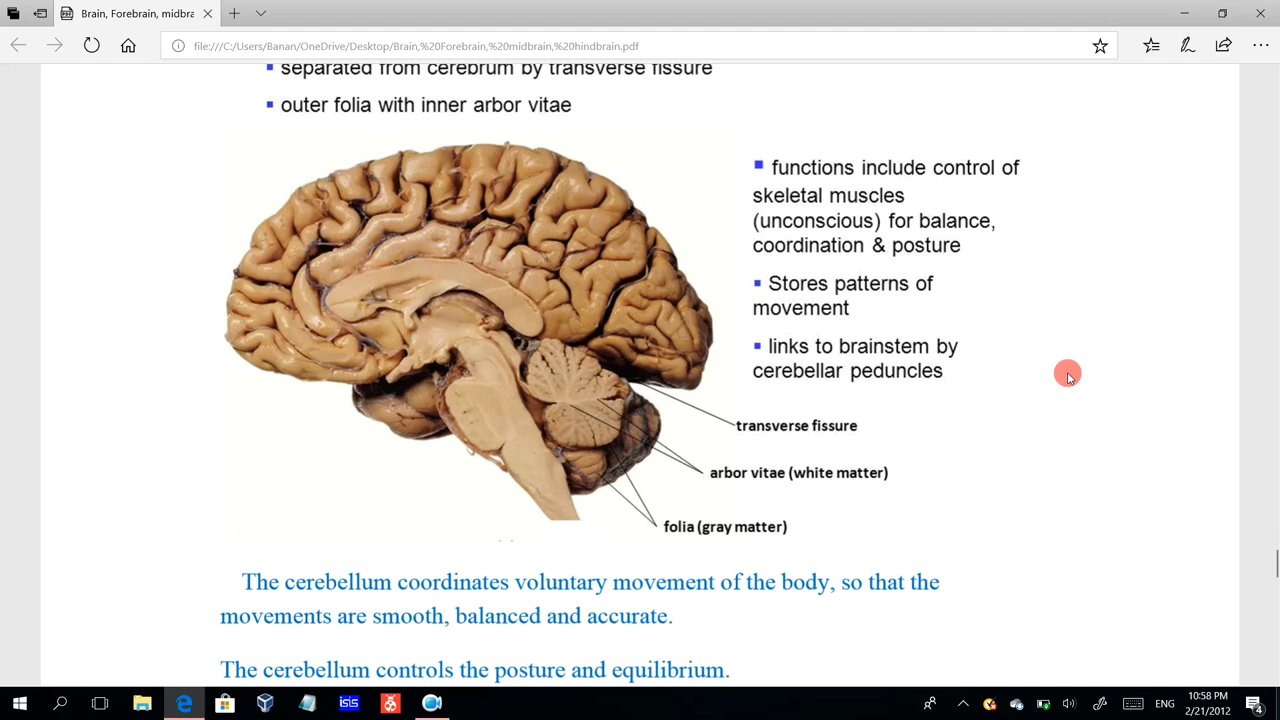 Brain, Forebrain, midbra
file:///C:/Users/Banan/OneDrive/Desktop/Brain,%20Forebrain,%20midbrain,%20hindbrain.pdf
▪ separated from cerebrum by transverse fissure
▪ outer folia with inner arbor vitae
▪ functions include control of
skeletal muscles
(unconscious) for balance,
coordination & posture
▪ Stores patterns of
movement
▪ links to brainstem by
cerebellar peduncles
transverse fissure
arbor vitae (white matter)
folia (gray matter)
The cerebellum coordinates voluntary movement of the body, so that the
movements are smooth, balanced and accurate.
The cerebellum controls the posture and equilibrium.
ISIS
ENG
10:58 PM
2/21/2012
4